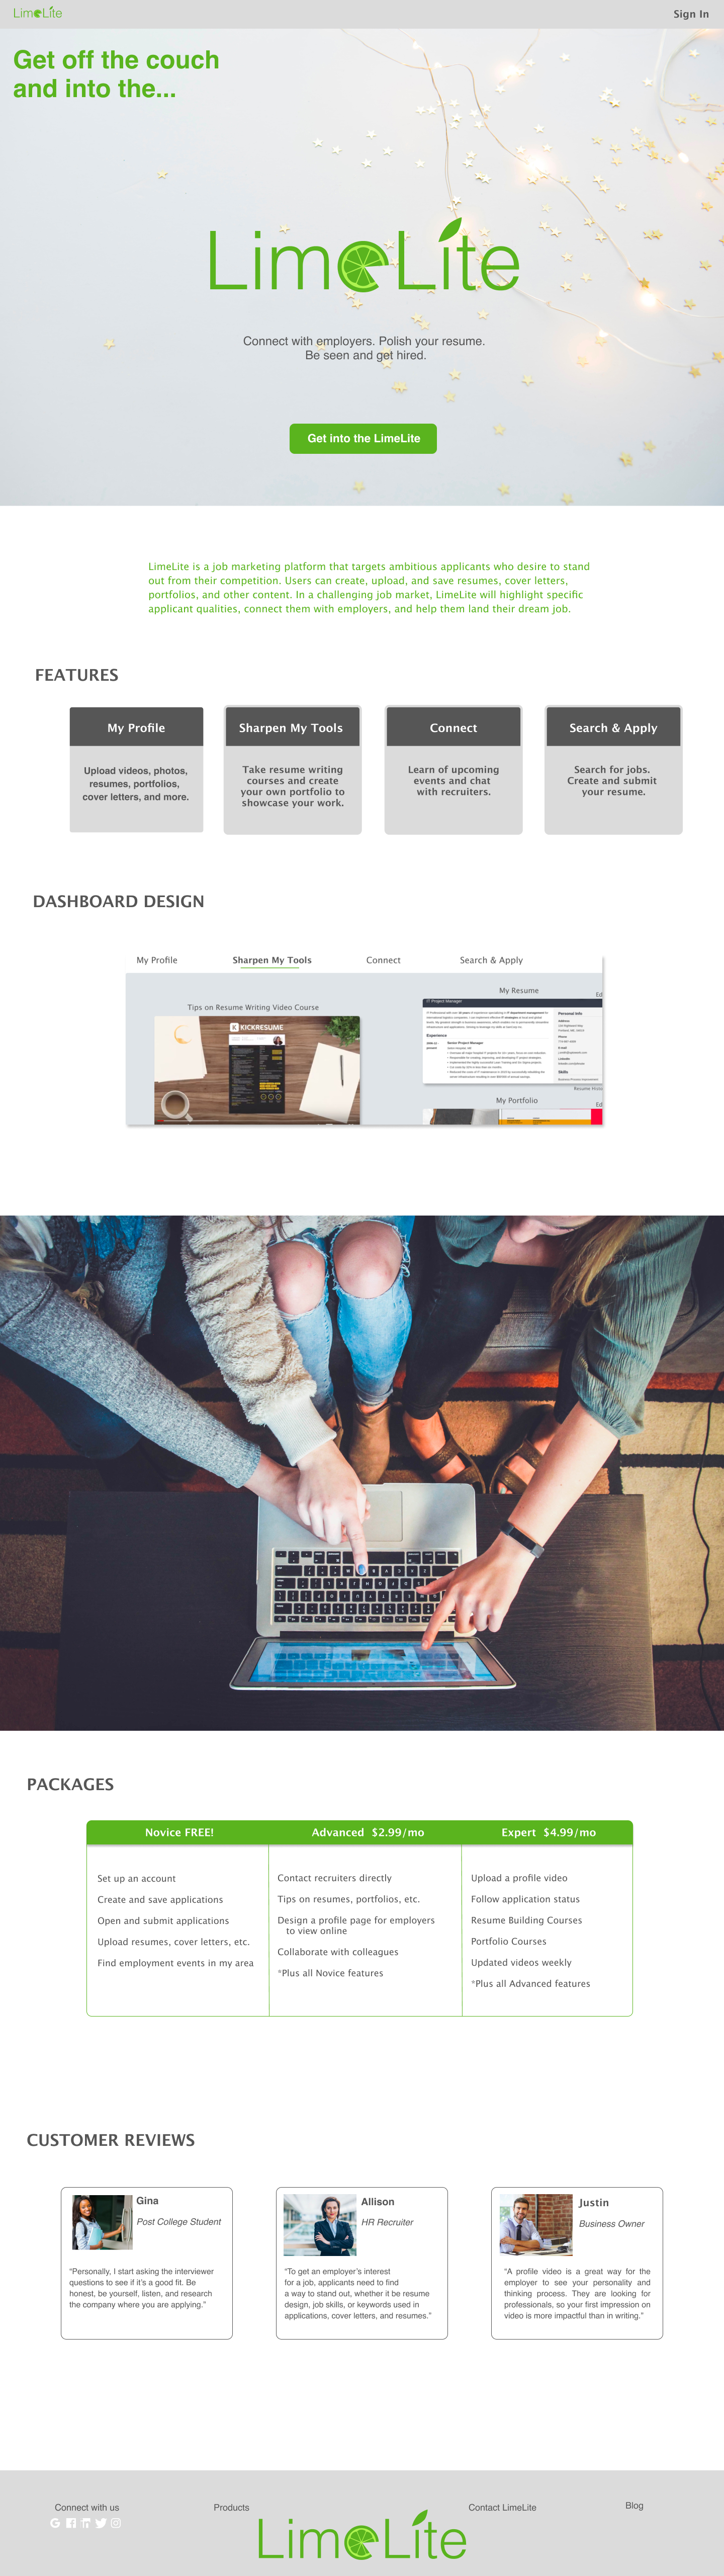 LimeLite
Sign In
Get off the couch
and into the...
LimeLite
Connect with employers. Polish your resume.
Be seen and get hired.
Get into the LimeLite
LimeLite is a job marketing platform that targets ambitious applicants who desire to stand
out from their competition. Users can create, upload, and save resumes, cover letters,
portfolios, and other content. In a challenging job market, LimeLite will highlight specific
applicant qualities, connect them with employers, and help them land their dream job.
FEATURES
My Profile
Upload videos, photos,
resumes, portfolios,
cover letters, and more.
Sharpen My Tools
Take resume writing
courses and create
your own portfolio to
showcase your work.
Connect
Learn of upcoming
events and chat
with recruiters.
Search & Apply
Search for jobs.
Create and submit
your resume.
DASHBOARD DESIGN
My Profile
Sharpen My Tools
Connect
Search & Apply
Tips on Resume Writing Video Course
KICKRESUME
My Resume
Ed
IT Project Manager
Personal Info
Experience
Senior Project Manager
Skills
My Portfolio
Ed
PACKAGES
Novice FREE!
Set up an account
Create and save applications
Open and submit applications
Upload resumes, cover letters, etc.
Find employment events in my area
Advanced $2.99/mo
Contact recruiters directly
Tips on resumes, portfolios, etc.
Design a profile page for employers
to view online
Collaborate with colleagues
*Plus all Novice features
Expert $4.99/mo
Upload a profile video
Follow application status
Resume Building Courses
Portfolio Courses
Updated videos weekly
*Plus all Advanced features
CUSTOMER REVIEWS
Gina
Post College Student
"Personally, I start asking the interviewer
questions to see if it's a good fit. Be
honest, be yourself, listen, and research
the company where you are applying."
Allison
HR Recruiter
"To get an employer's interest
for a job, applicants need to find
a way to stand out, whether it be resume
design, job skills, or keywords used in
applications, cover letters, and resumes."
Justin
Business Owner
"A profile video is a great way for the
employer to see your personality and
thinking process. They are looking for
professionals, so your first impression on
video is more impactful than in writing."
Connect with us
Products
LimeLite
Contact LimeLite
Blog